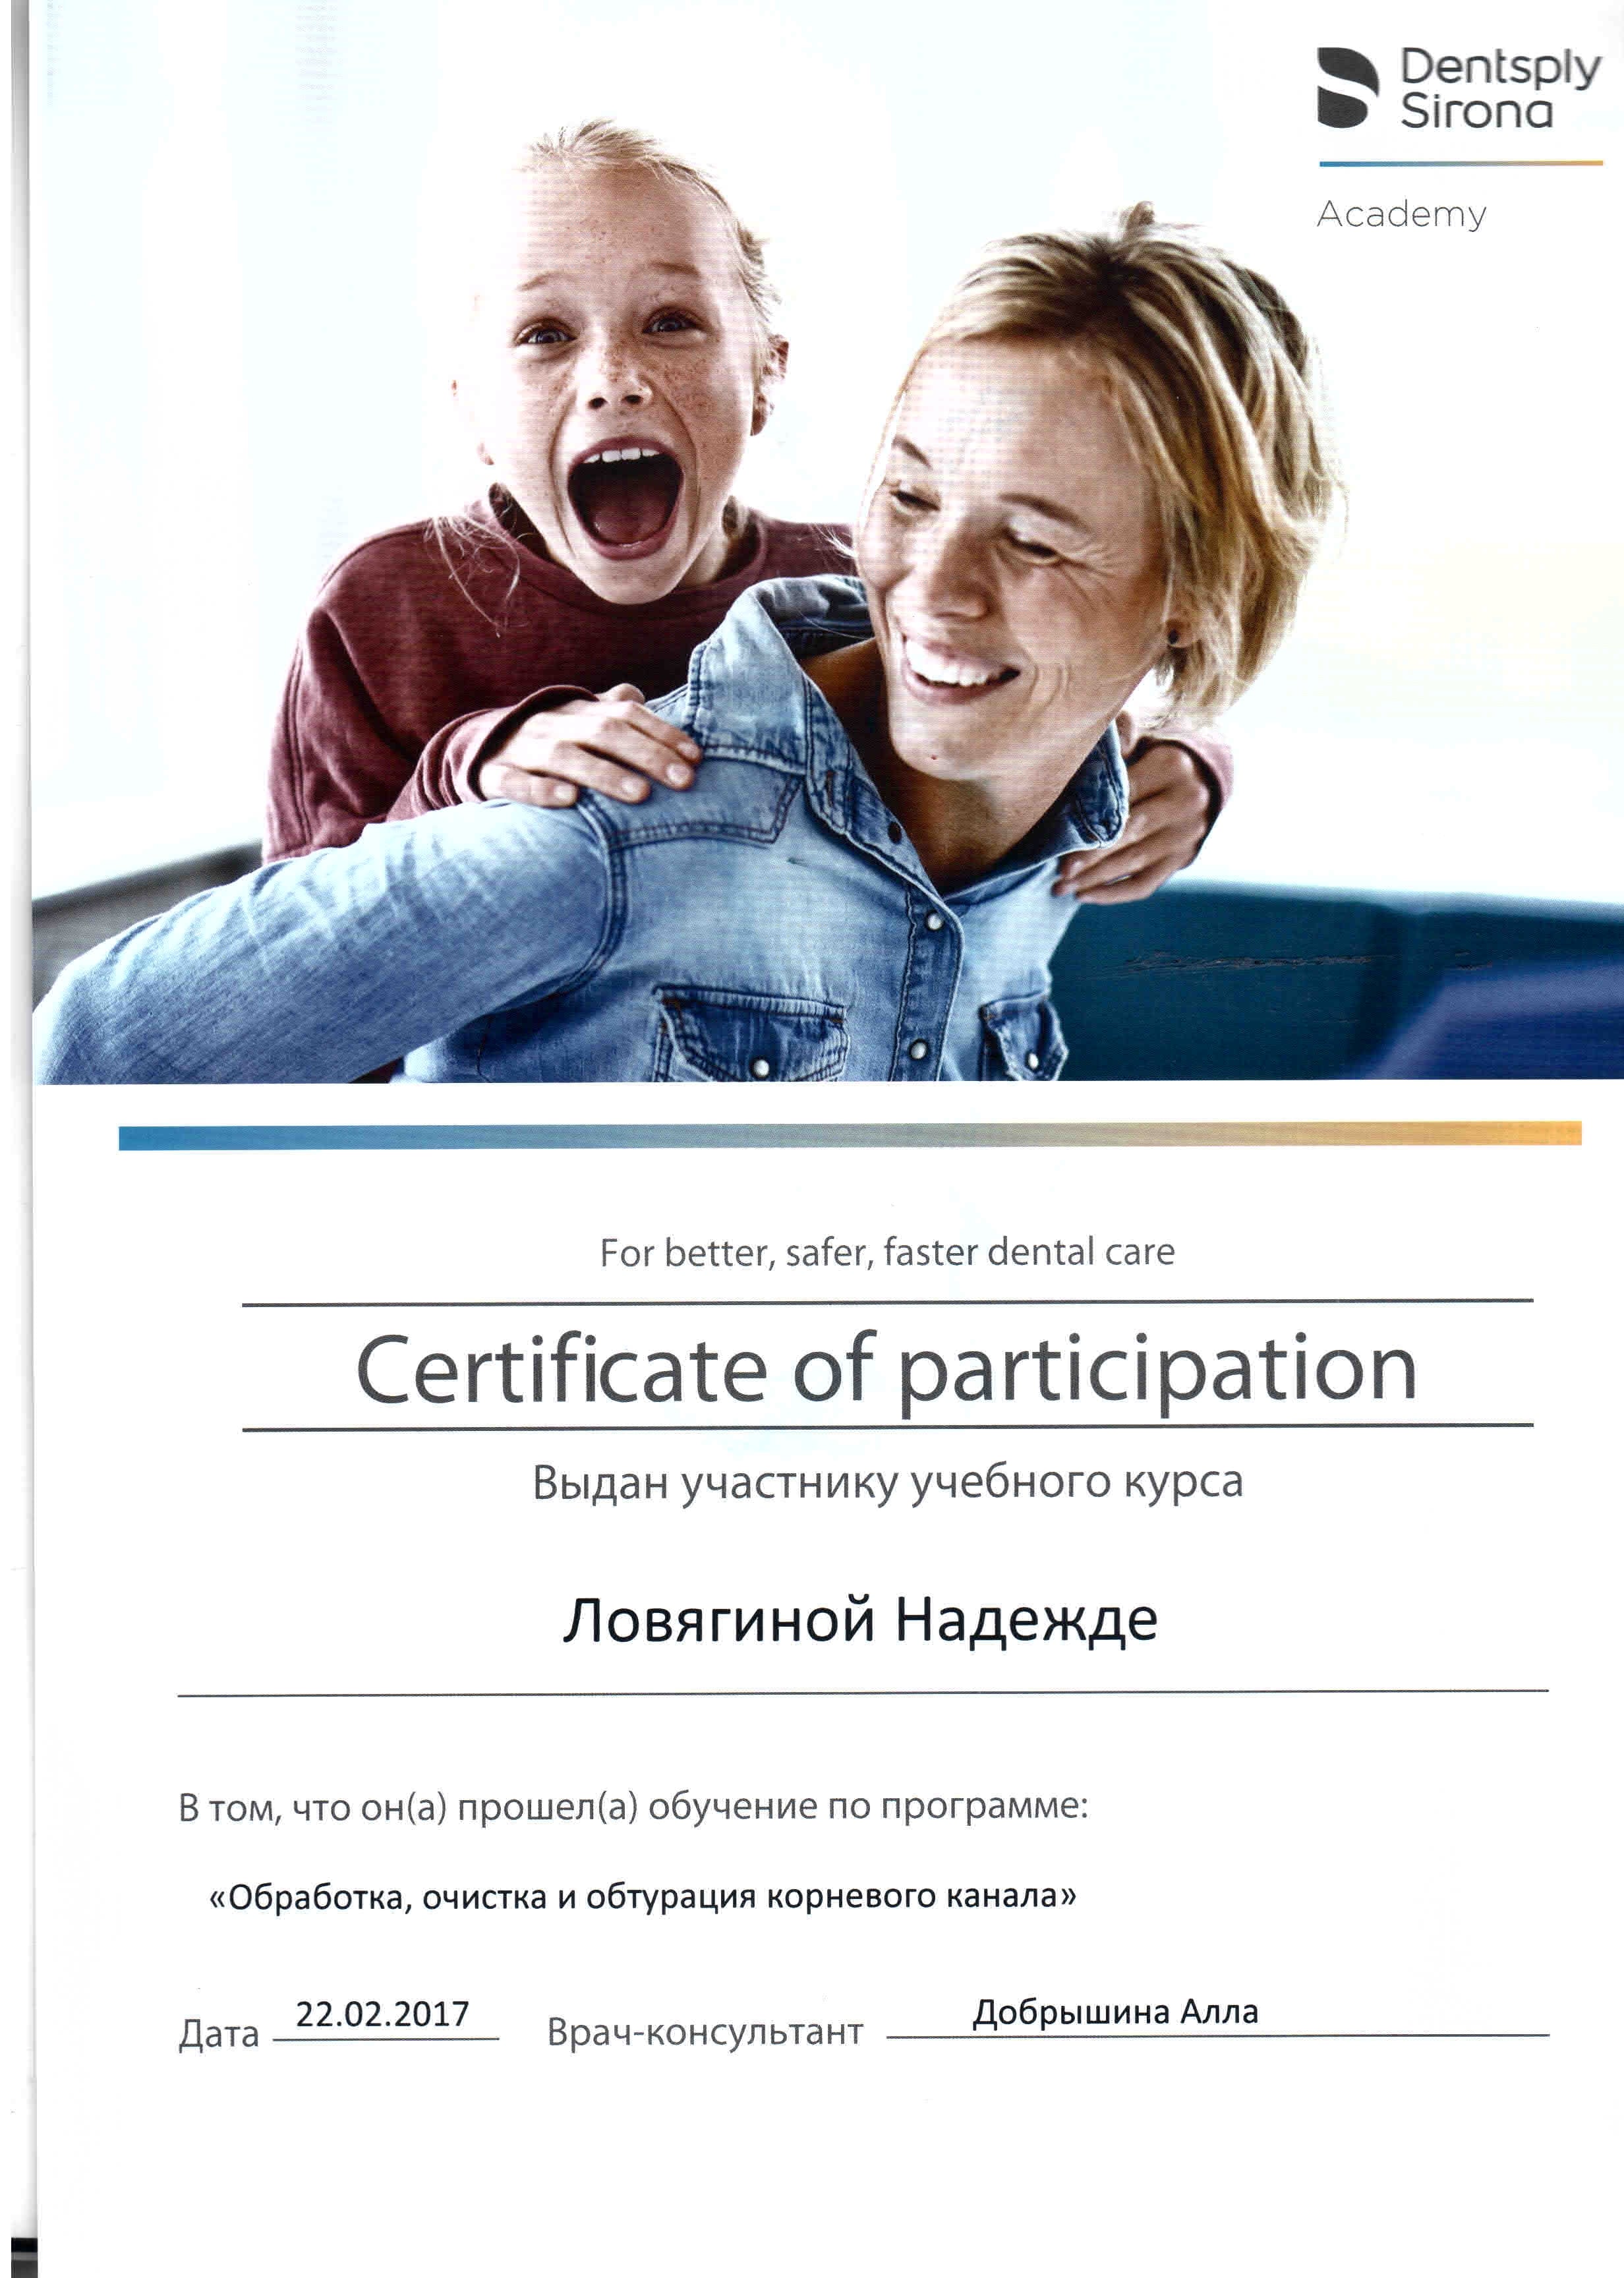 Dentsply
Sirona
Academy
For better, safer, faster dental care
Certificate of participation
Выдан участнику учебного курса
Ловягиной Надежде
В том, что он(а) прошел(а) обучение по программе:
«Обработка, очистка и обтурация корневого канала»
Дата 22.02.2017 Врач-консультант Добрышина Алла